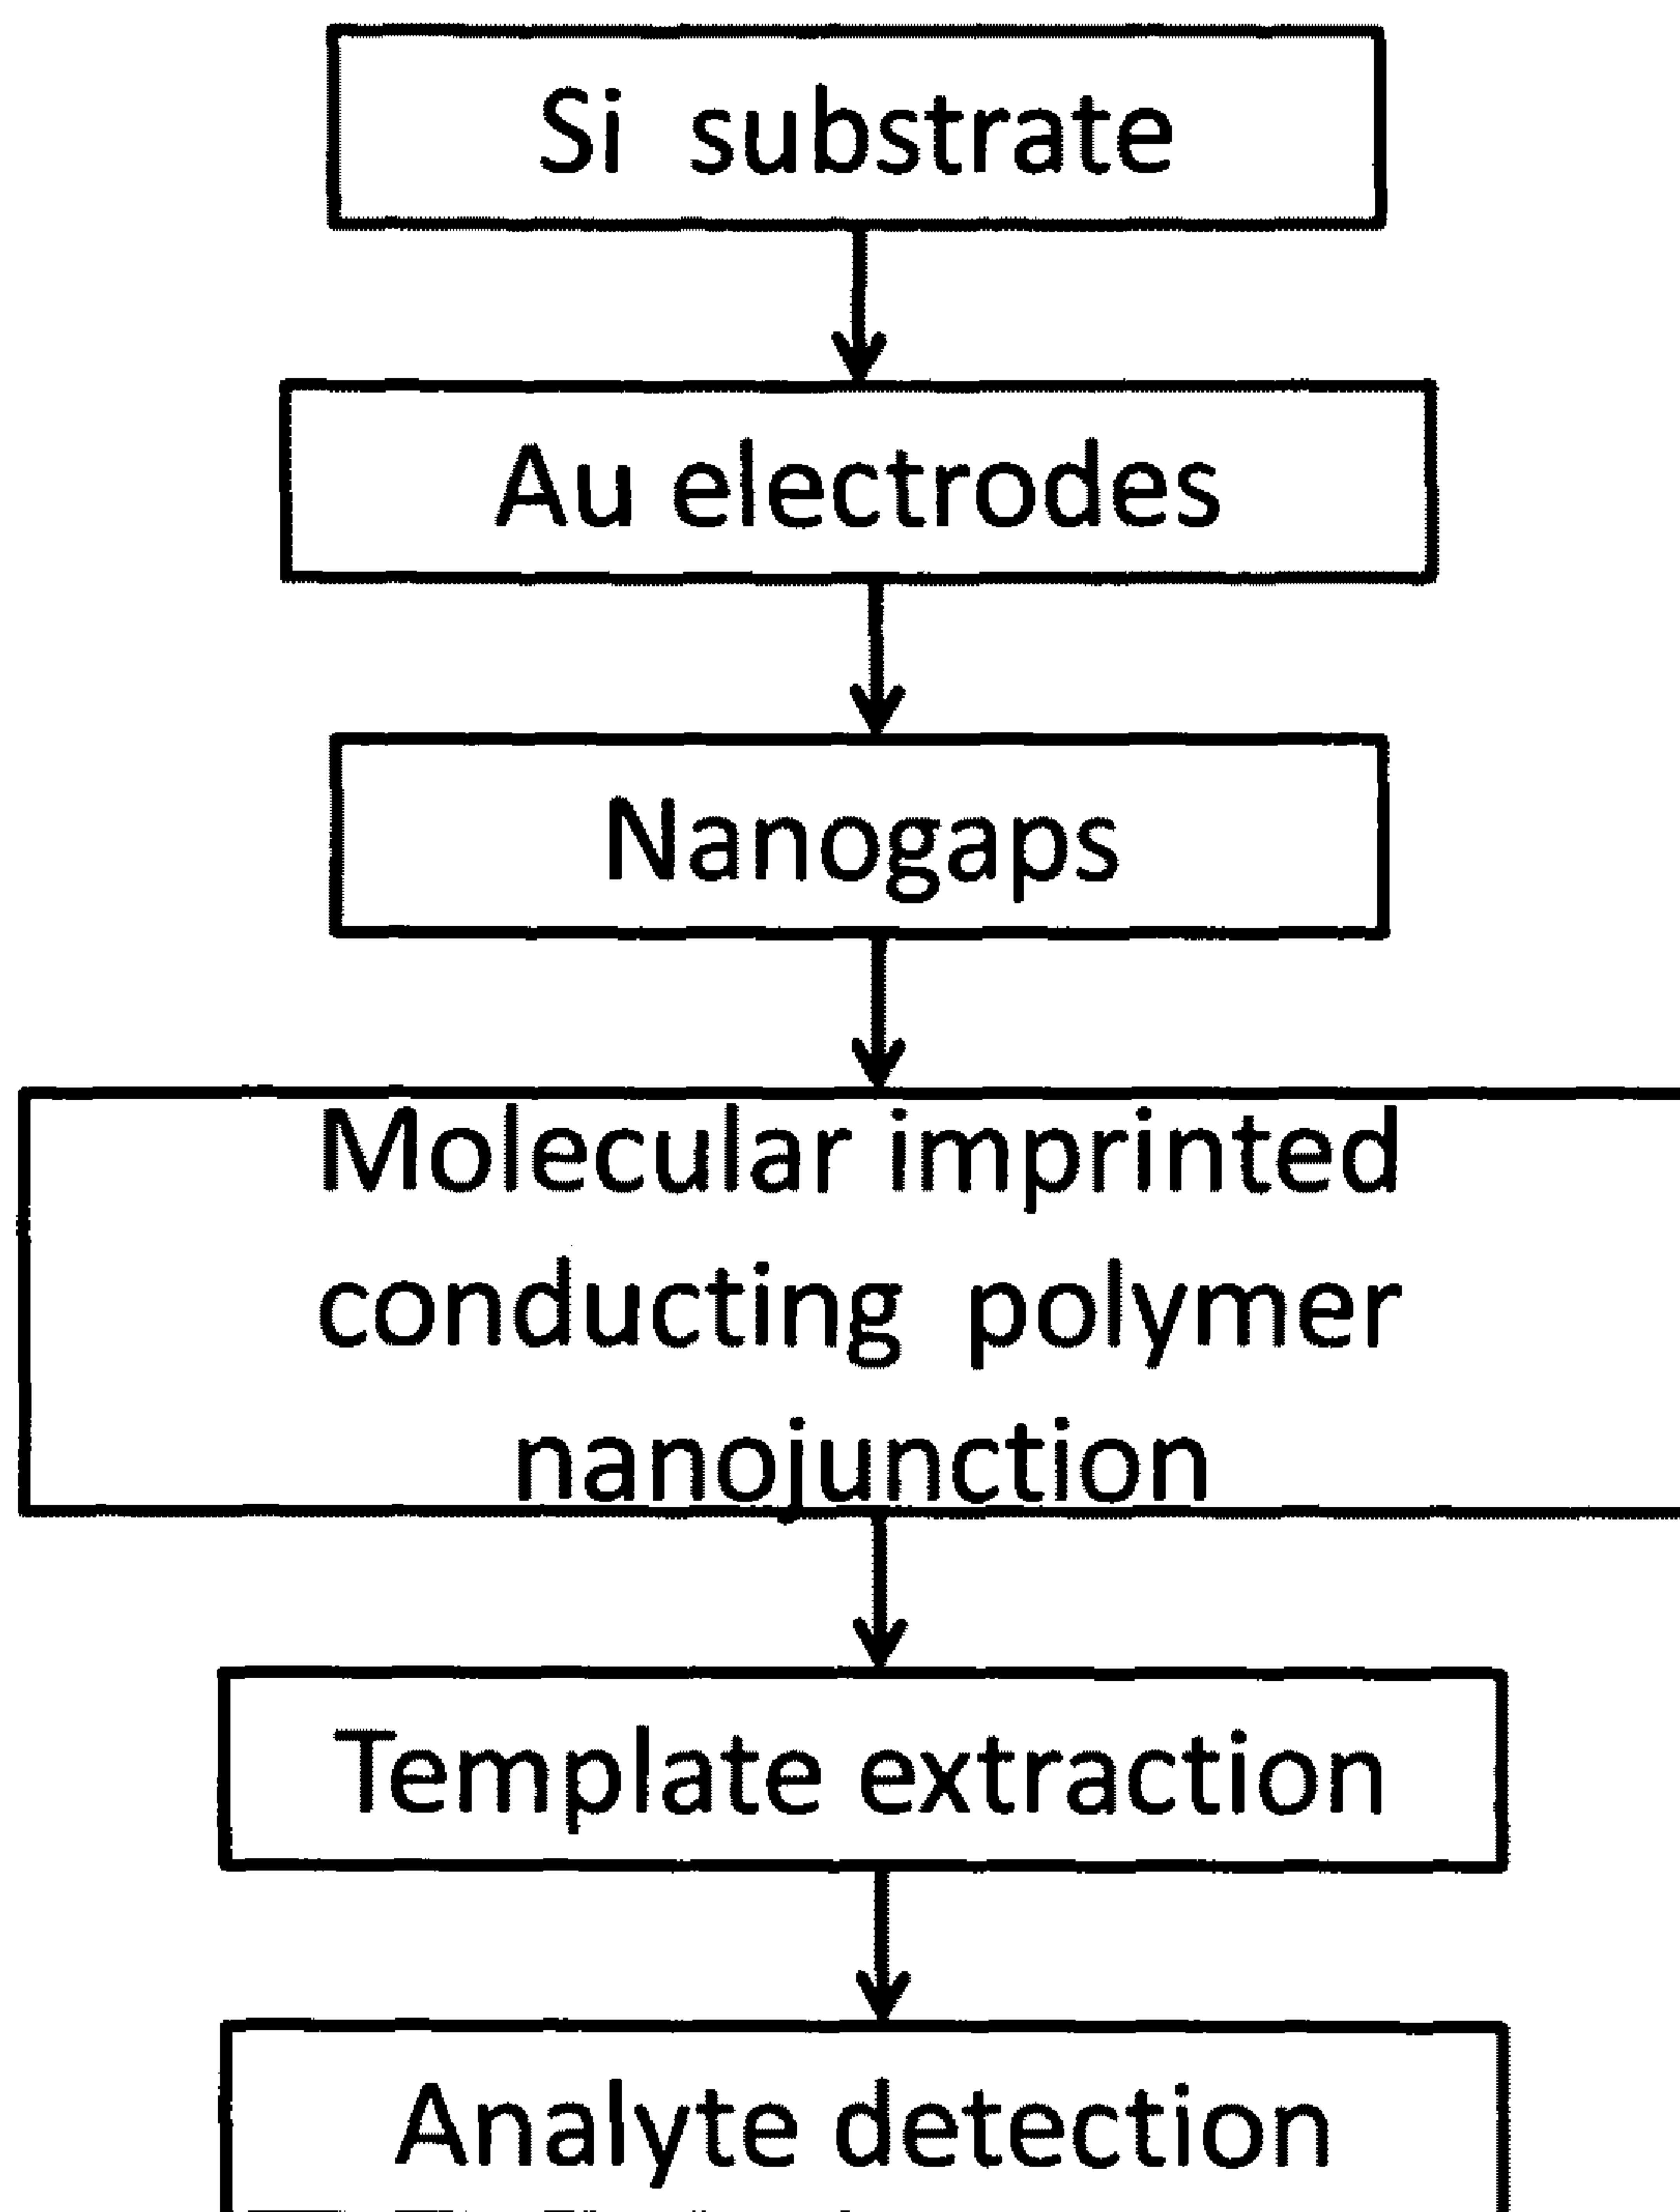 Si substrate
Au electrodes
Nanogaps
Molecular imprinted
conducting polymer
nanojunction
Template extraction
Analyte detection